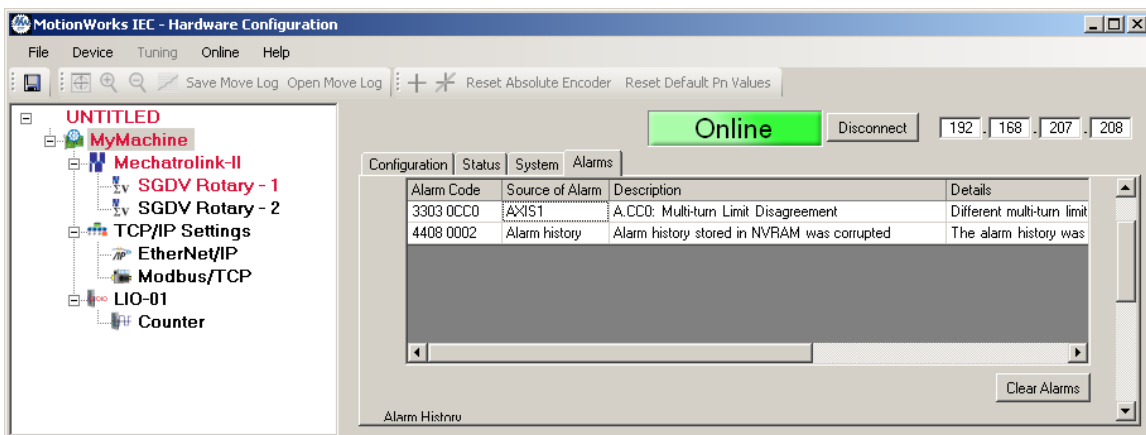 MotionWorks IEC - Hardware Configuration
File Device Tuning Online Help
Save Move Log Open Move Log Reset Absolute Encoder Reset Default Pn Values
UNTITLED
MyMachine
Mechatrolink-II
SGDV Rotary - 1
SGDV Rotary - 2
TCP/IP Settings
EtherNet/IP
Modbus/TCP
LIO-01
Counter
Online Disconnect 192 . 168 . 207 . 208
Configuration Status System Alarms
Alarm Code Source of Alarm Description Details
3303 0CC0 AXIS1 A.CC0: Multi-turn Limit Disagreement Different multi-turn limit
4408 0002 Alarm history Alarm history stored in NVRAM was corrupted The alarm history was
Clear Alarms
Alarm History